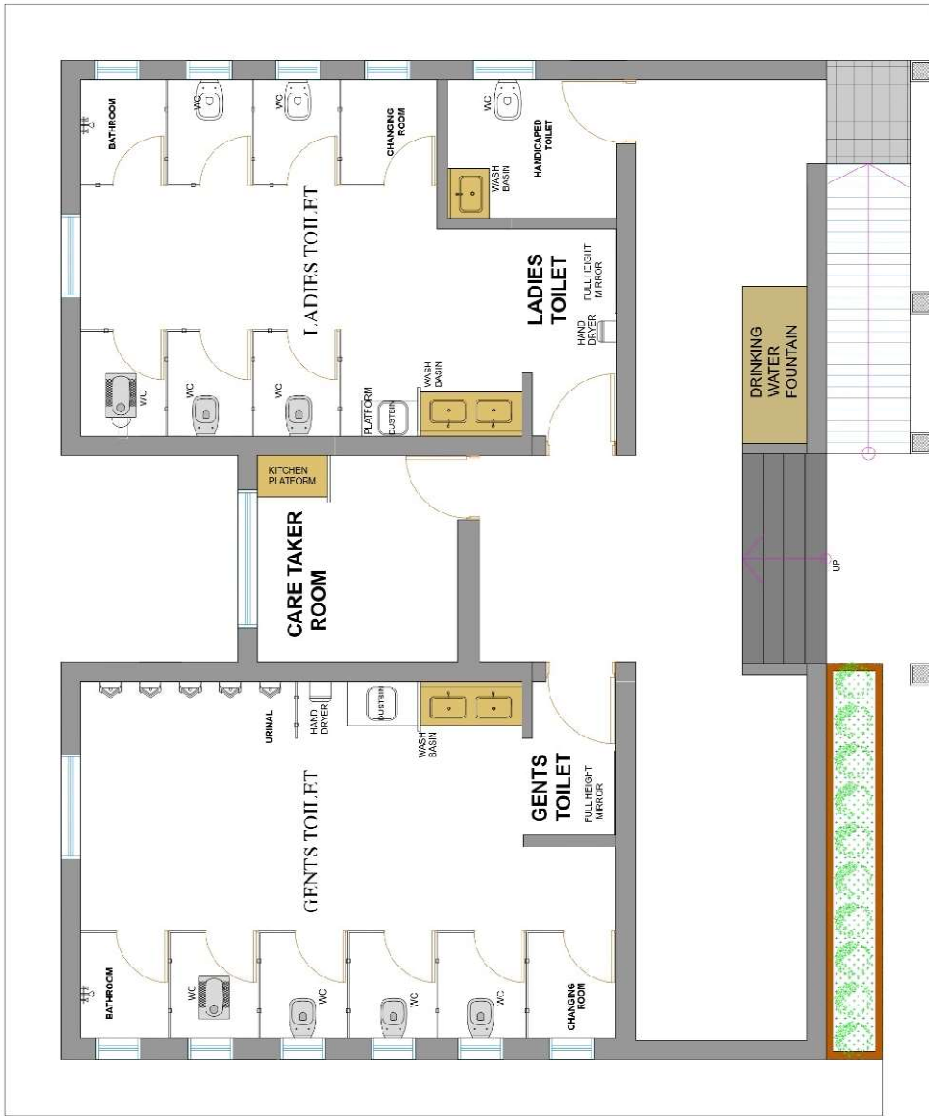 BATHROOM
WC
WC
CHANGING
ROOM
WC
HANDICAPED
TOILET
WASH
BASIN
LADIES TOILET
LADIES
TOILET
FULL HEIGHT
MIRROR
HAND
DRYER
DRINKING
WATER
FOUNTAIN
W/C
WC
WC
PLATFORM
DUSTBIN
WASH
BASIN
KITCHEN
PLATFORM
CARE TAKER
ROOM
UP
URINAL
HAND
DRYER
DUSTBIN
WASH
BASIN
GENTS TOILET
GENTS
TOILET
FULL HEIGHT
MIRROR
BATHROOM
WC
WC
WC
WC
CHANGING
ROOM